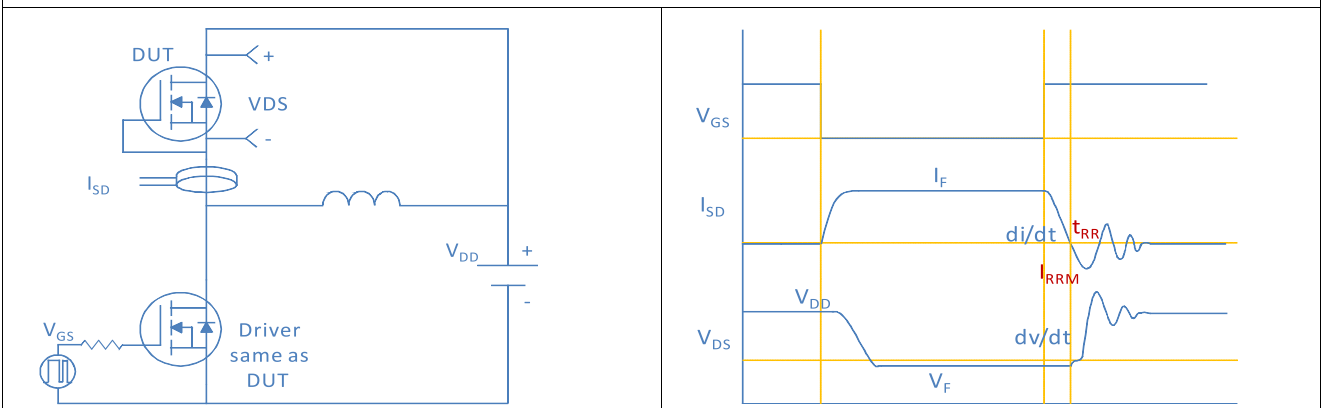 DUT
+
VDS
-
ISD
VDD
+
-
VGS
Driver
same as
DUT
VGS
IF
ISD
di/dt
tRR
IRRM
VDD
VDS
dv/dt
VF